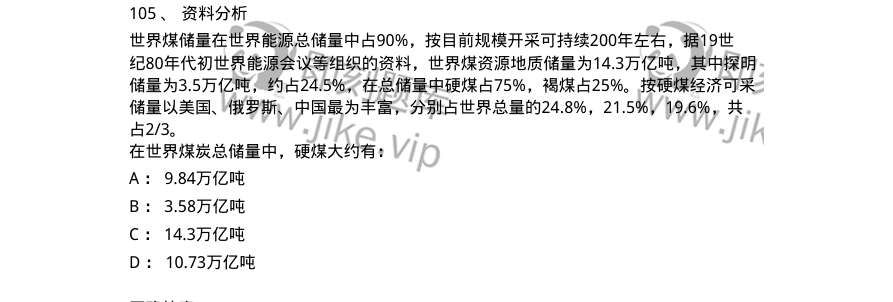 105 、 资料分析
世界煤储量在世界能源总储量中占90%，按目前规模开采可持续200年左右，据19世
纪80年代初世界能源会议等组织的资料，世界煤资源地质储量为14.3万亿吨，其中探明
储量为3.5万亿吨，约占24.5%，在总储量中硬煤占75%，褐煤占25%。按硬煤经济可采
储量以美国、俄罗斯、中国最为丰富，分别占世界总量的24.8%，21.5%，19.6%，共
占2/3。
在世界煤炭总储量中，硬煤大约有：
A ： 9.84万亿吨
B ： 3.58万亿吨
C ： 14.3万亿吨
D ： 10.73万亿吨
www.jike.vip
www.jik